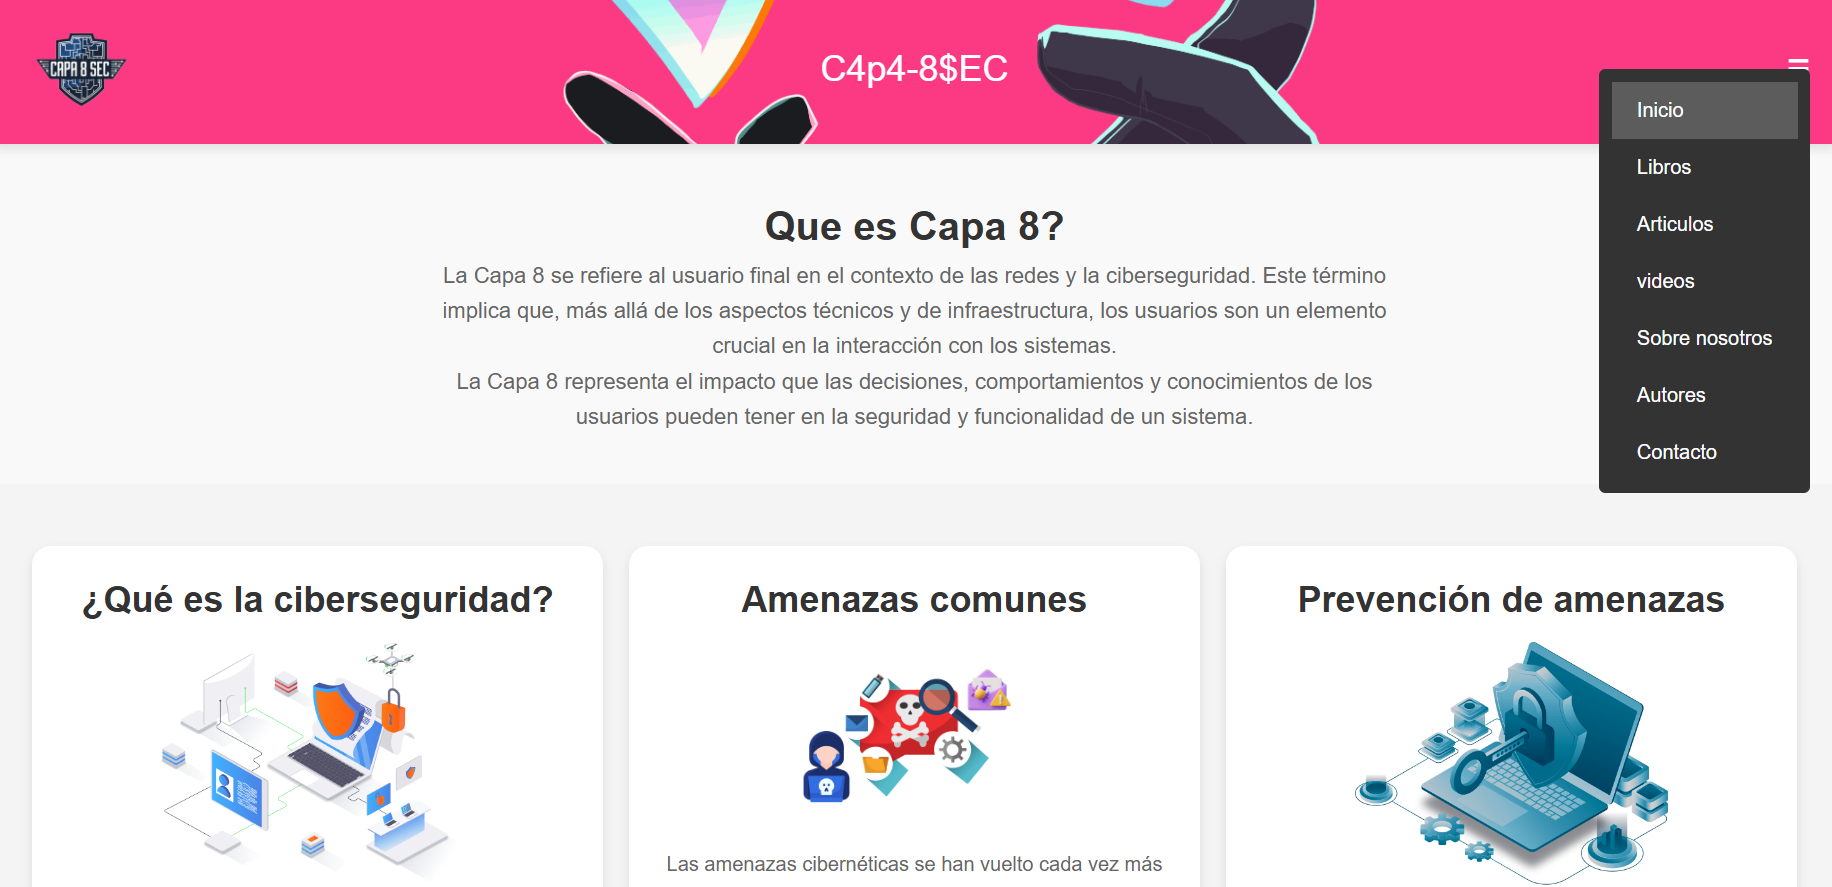 CAPA 8 SEC
C4p4-8$EC
Inicio
Libros
Articulos
videos
Sobre nosotros
Autores
Contacto
Que es Capa 8?
La Capa 8 se refiere al usuario final en el contexto de las redes y la ciberseguridad. Este término
implica que, más allá de los aspectos técnicos y de infraestructura, los usuarios son un elemento
crucial en la interacción con los sistemas.
La Capa 8 representa el impacto que las decisiones, comportamientos y conocimientos de los
usuarios pueden tener en la seguridad y funcionalidad de un sistema.
¿Qué es la ciberseguridad?
Amenazas comunes
Las amenazas cibernéticas se han vuelto cada vez más
Prevención de amenazas